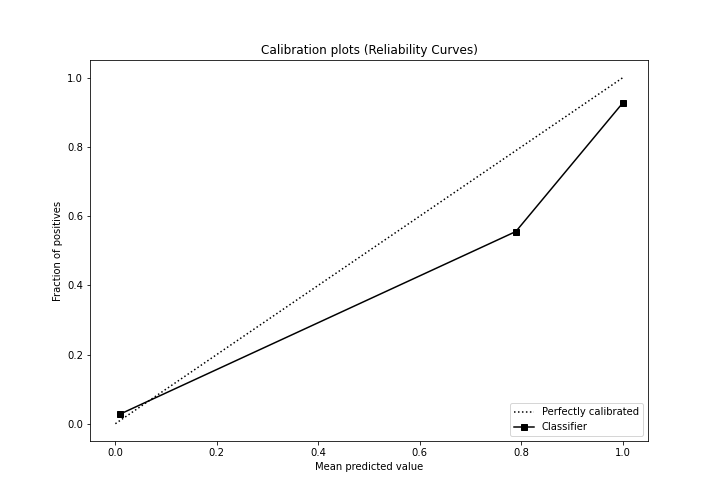 Calibration plots (Reliability Curves)
1.0
0.8
0.6
0.4
0.2
0.0
Fraction of positives
0.0 0.2 0.4 0.6 0.8 1.0
Mean predicted value
Perfectly calibrated
Classifier